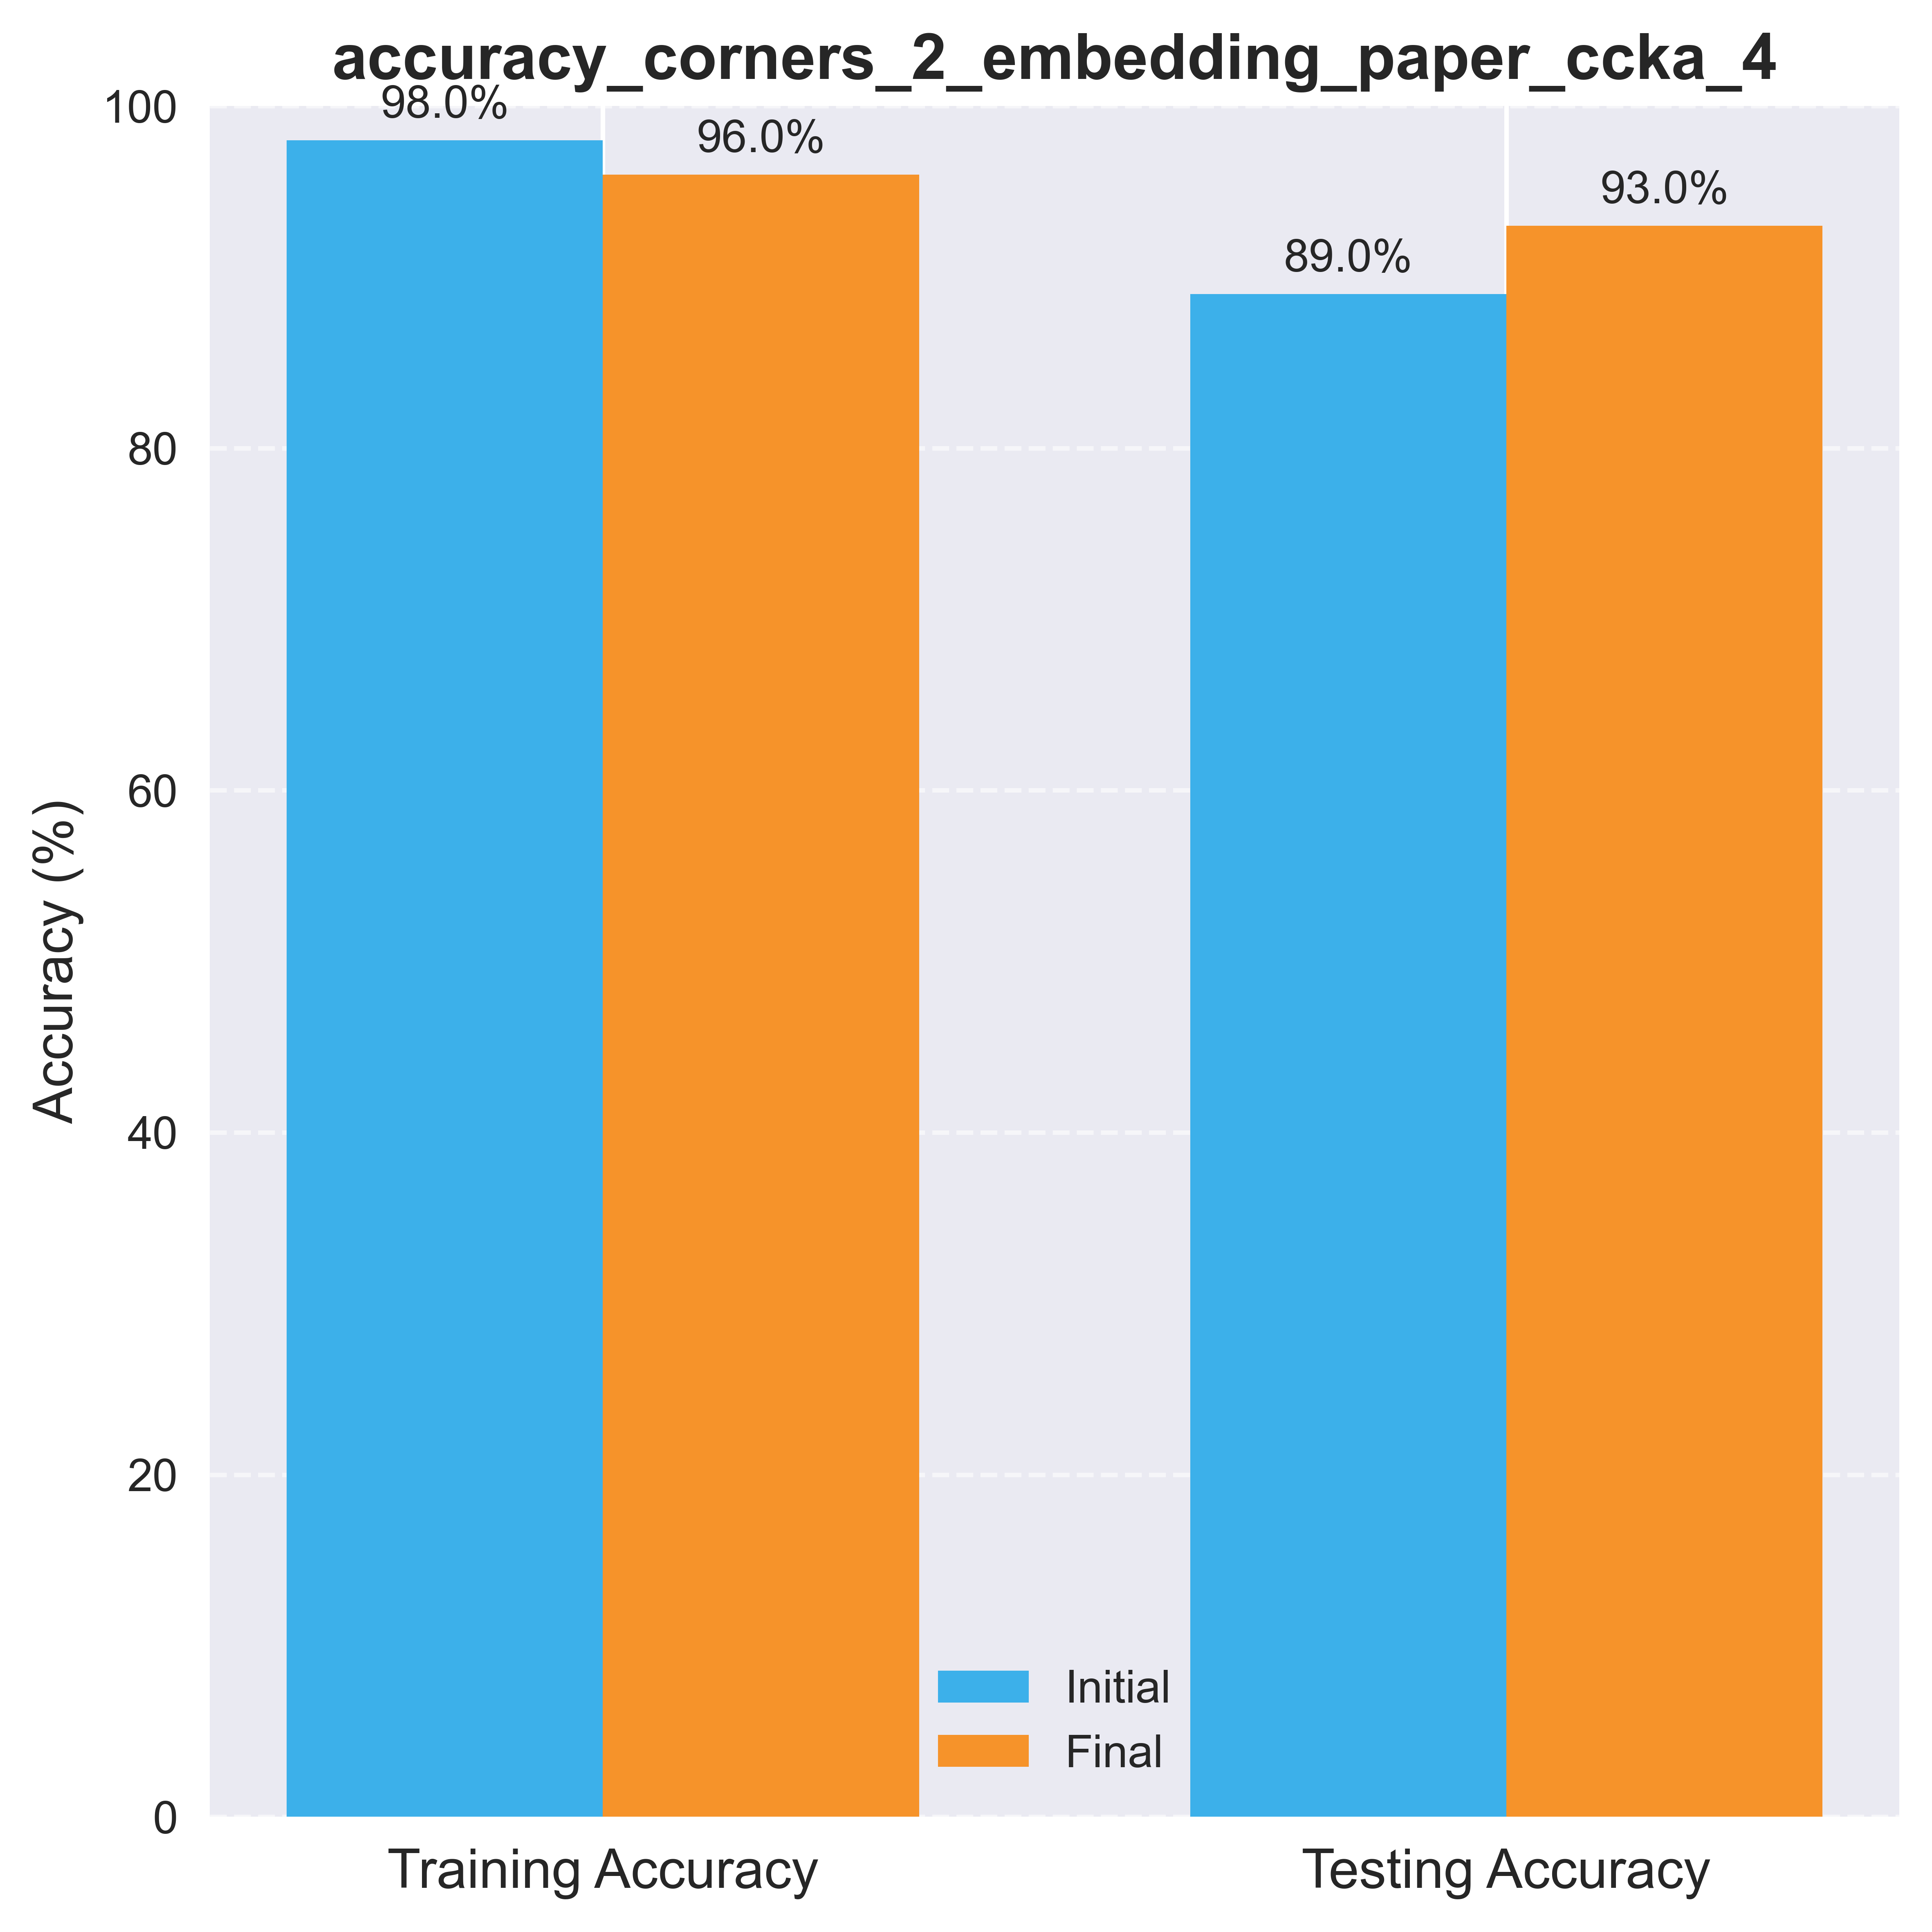 accuracy_corners_2_embedding_paper_ccka_4
98.0%
96.0%
89.0%
93.0%
100
80
60
40
20
0
Accuracy (%)
Initial
Final
Training Accuracy
Testing Accuracy